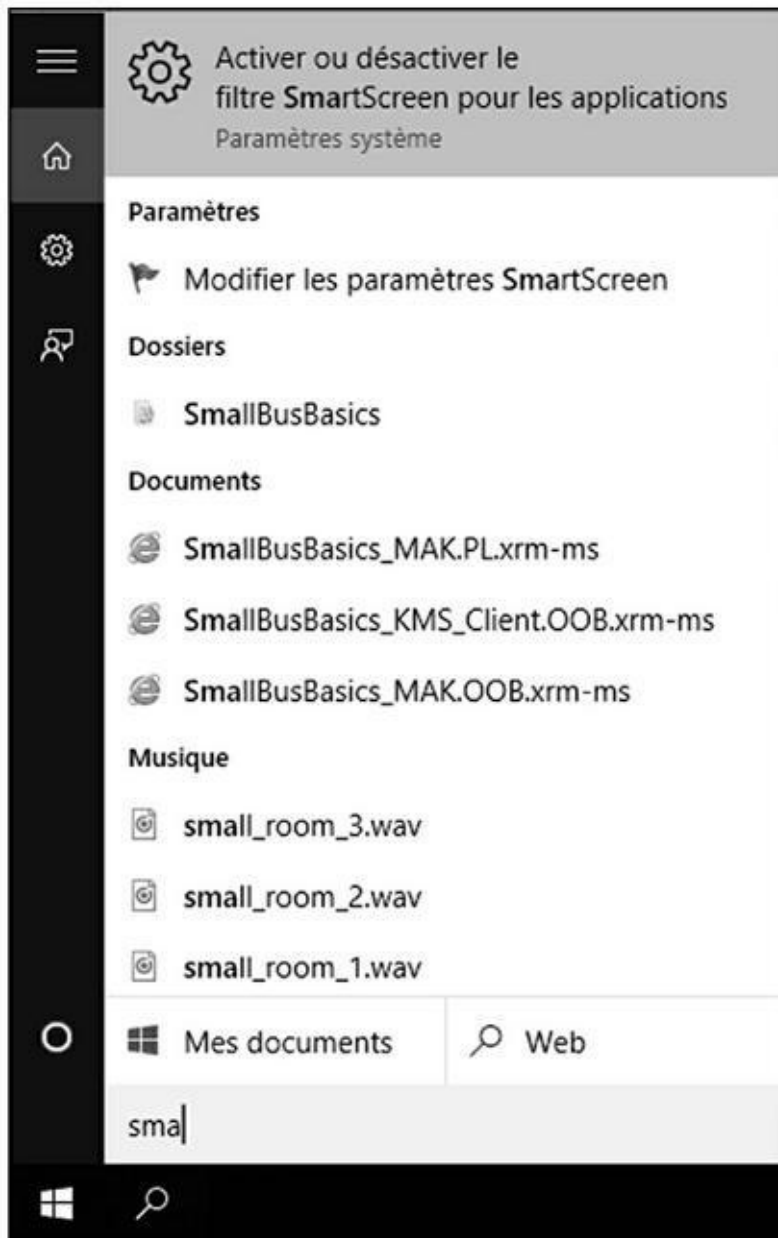 Activer ou désactiver le
filtre SmartScreen pour les applications
Paramètres système
Paramètres
Modifier les paramètres SmartScreen
Dossiers
SmallBusBasics
Documents
SmallBusBasics_MAK.PL.xrm-ms
SmallBusBasics_KMS_Client.OOB.xrm-ms
SmallBusBasics_MAK.OOB.xrm-ms
Musique
small_room_3.wav
small_room_2.wav
small_room_1.wav
Mes documents Web
sma